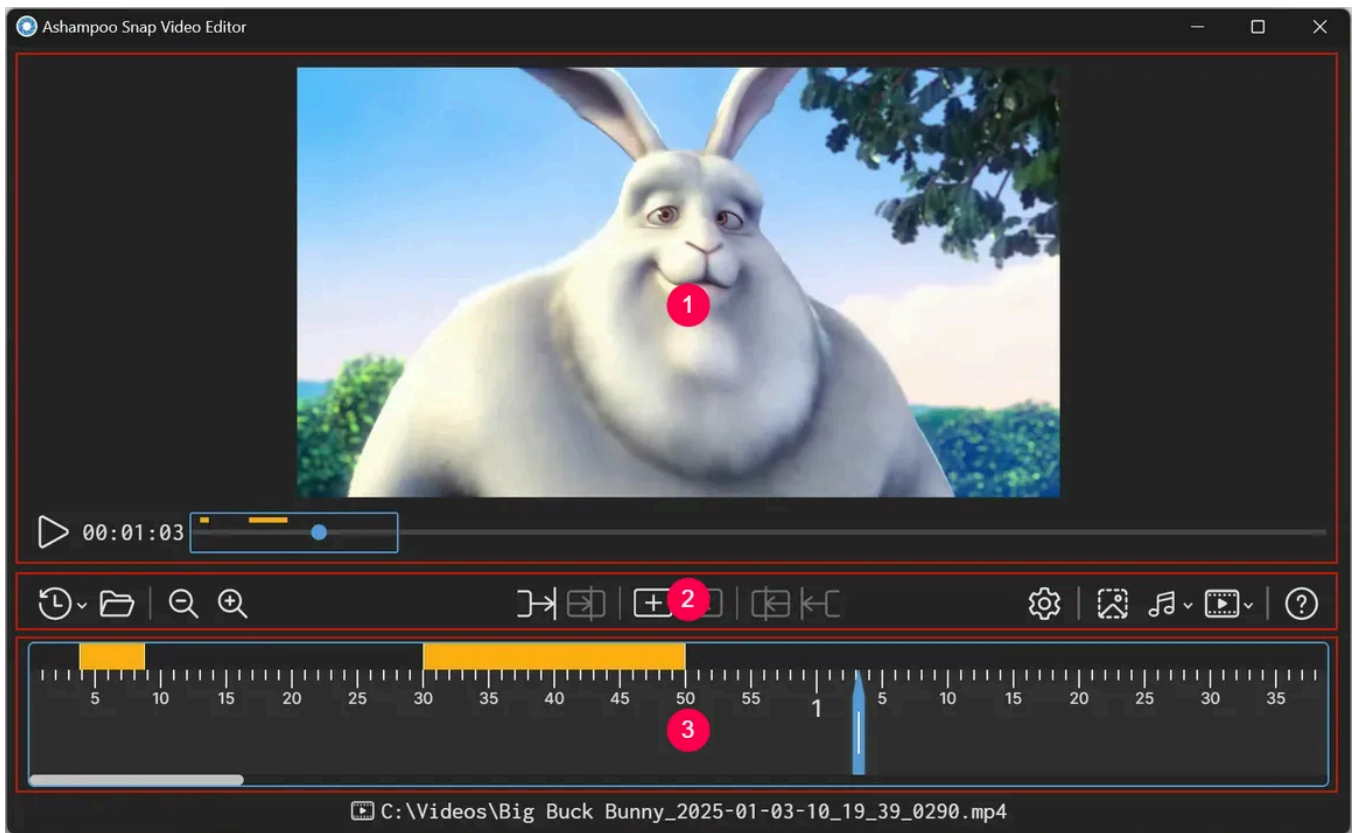 Ashampoo Snap Video Editor
1
00:01:03
2
5 10 15 20 25 30 35 40 45 50 55 1 5 10 15 20 25 30 35
3
C:\Videos\Big Buck Bunny_2025-01-03-10_19_39_0290.mp4